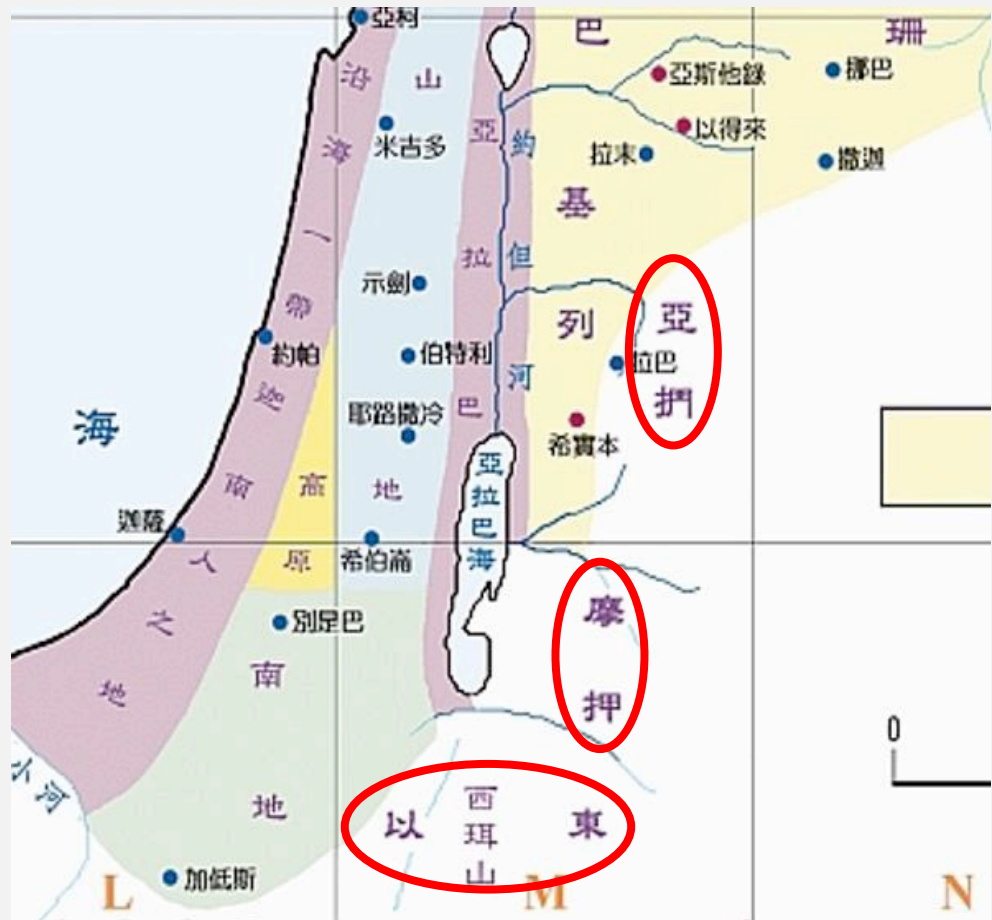 亞柯
巴珊
沿海一帶迦南人之地
山地
米吉多
亞拉巴
約但河
亞斯他錄
挪巴
以得來
拉末
撒迦
基列
示劍
伯特利
約帕
耶路撒冷
亞捫
拉巴
希實本
海
高原
亞拉巴海
迦薩
希伯崙
別是巴
摩押
南地
小河
以東
西珥山
加低斯
0
L
M
N